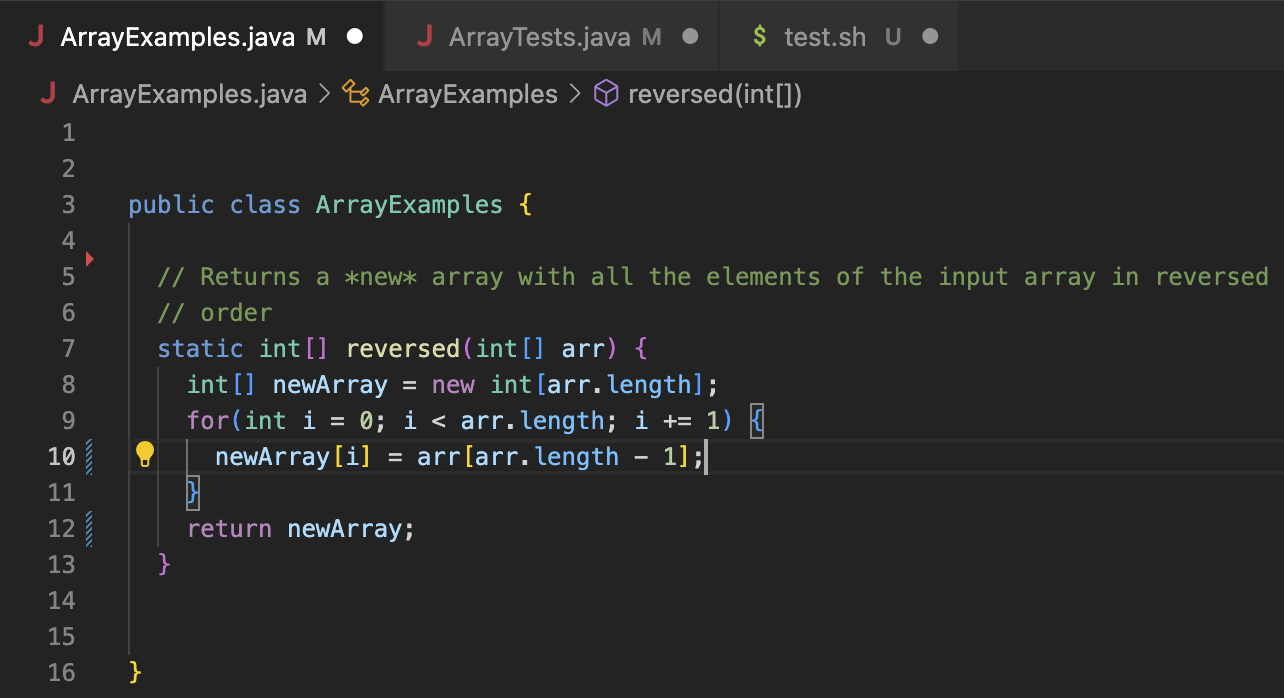 ArrayExamples.java M ArrayTests.java M $ test.sh U
ArrayExamples.java > ArrayExamples > reversed(int[])
1
2
3 public class ArrayExamples {
4
5 // Returns a *new* array with all the elements of the input array in reversed
6 // order
7 static int[] reversed(int[] arr) {
8 int[] newArray = new int[arr.length];
9 for(int i = 0; i < arr.length; i += 1) {
10 newArray[i] = arr[arr.length - 1];
11 }
12 return newArray;
13 }
14
15
16 }